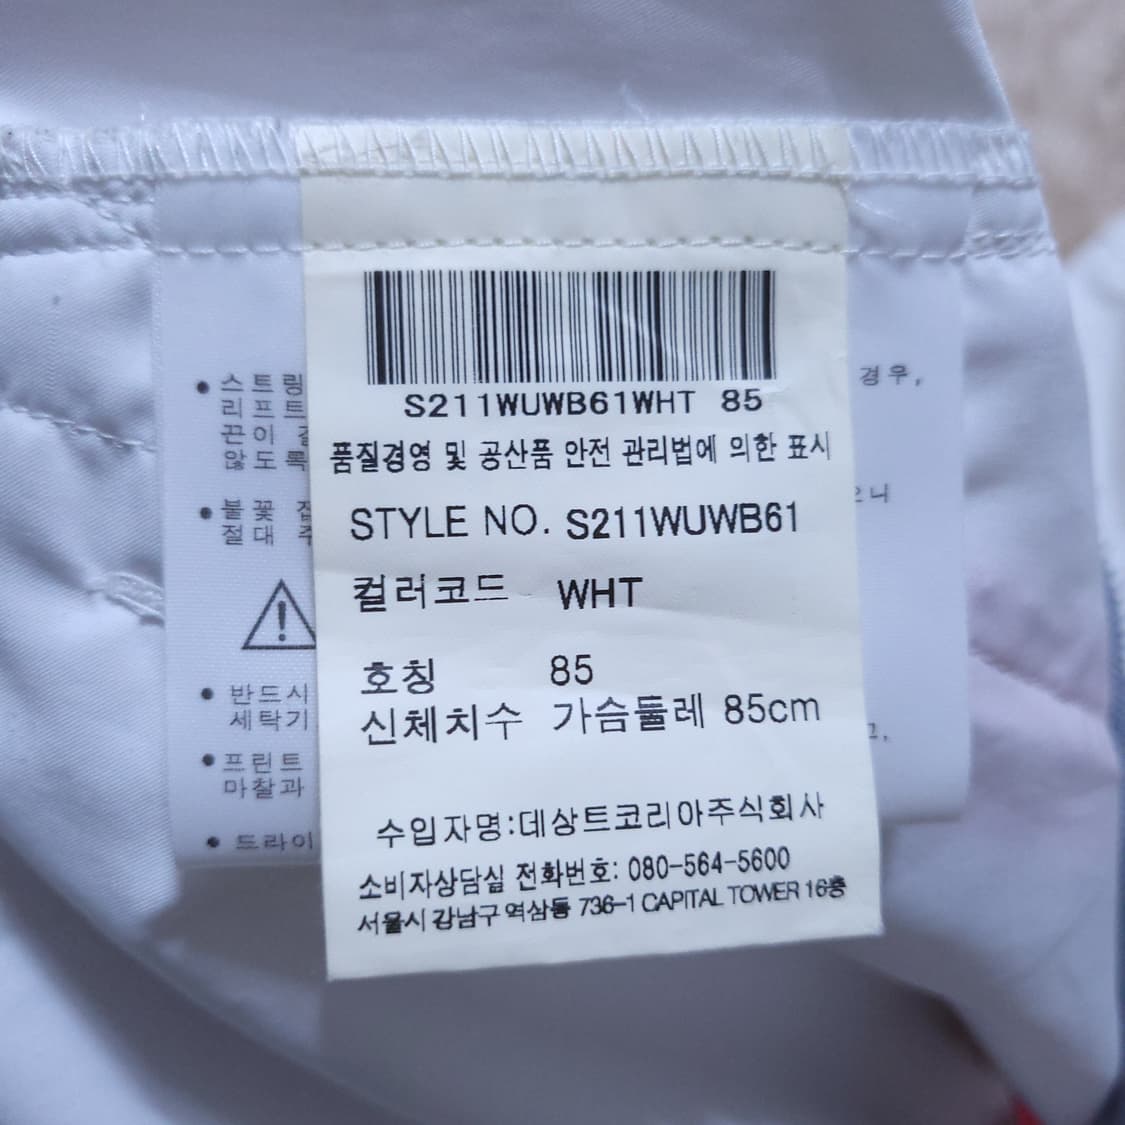 S211WUWB61WHT 85
품질경영 및 공산품 안전 관리법에 의한 표시
STYLE NO. S211WUWB61
컬러코드 WHT
호칭 85
신체치수 가슴둘레 85cm
수입자명:데상트코리아주식회사
소비자상담실 전화번호: 080-564-5600
서울시 강남구 역삼동 736-1 CAPITAL TOWER 16층
• 스트링
리프트
끈이
않도록
경우,
• 불꽃
절대
• 반드시
세탁기
• 프린트
마찰과
• 드라이